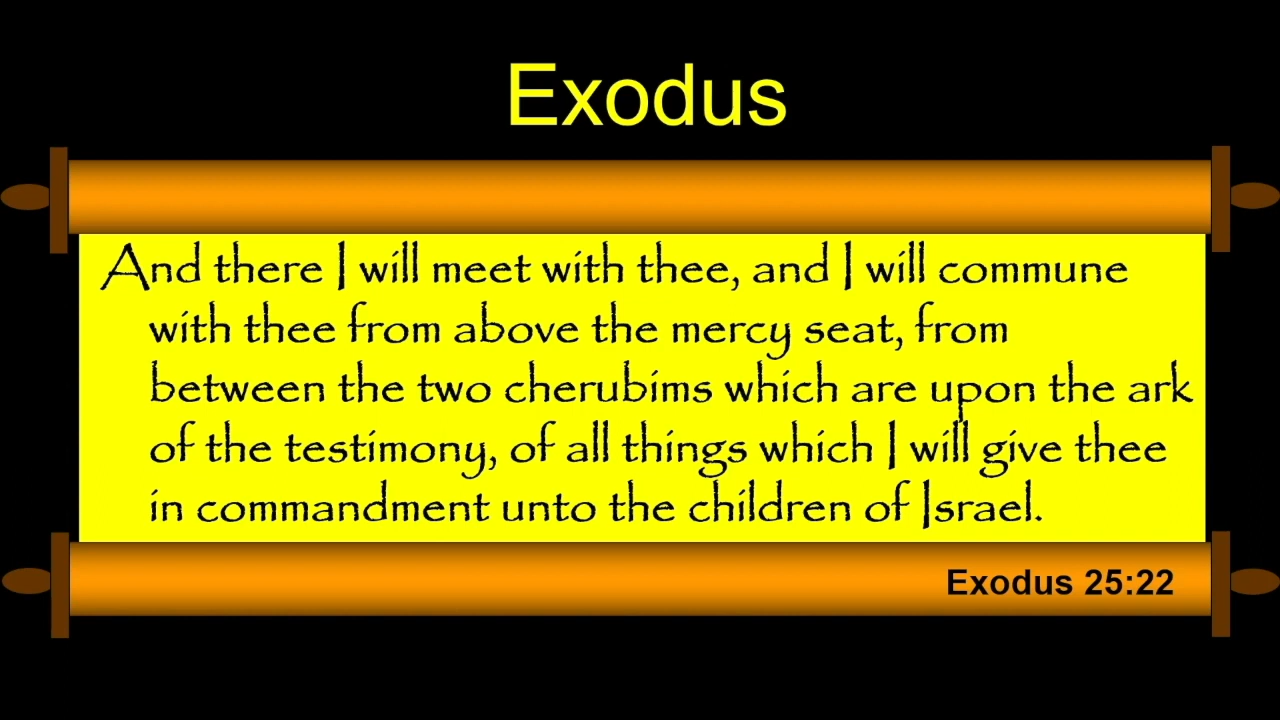 Exodus
And there I will meet with thee, and I will commune
with thee from above the mercy seat, from
between the two cherubims which are upon the ark
of the testimony, of all things which I will give thee
in commandment unto the children of Israel.
Exodus 25:22